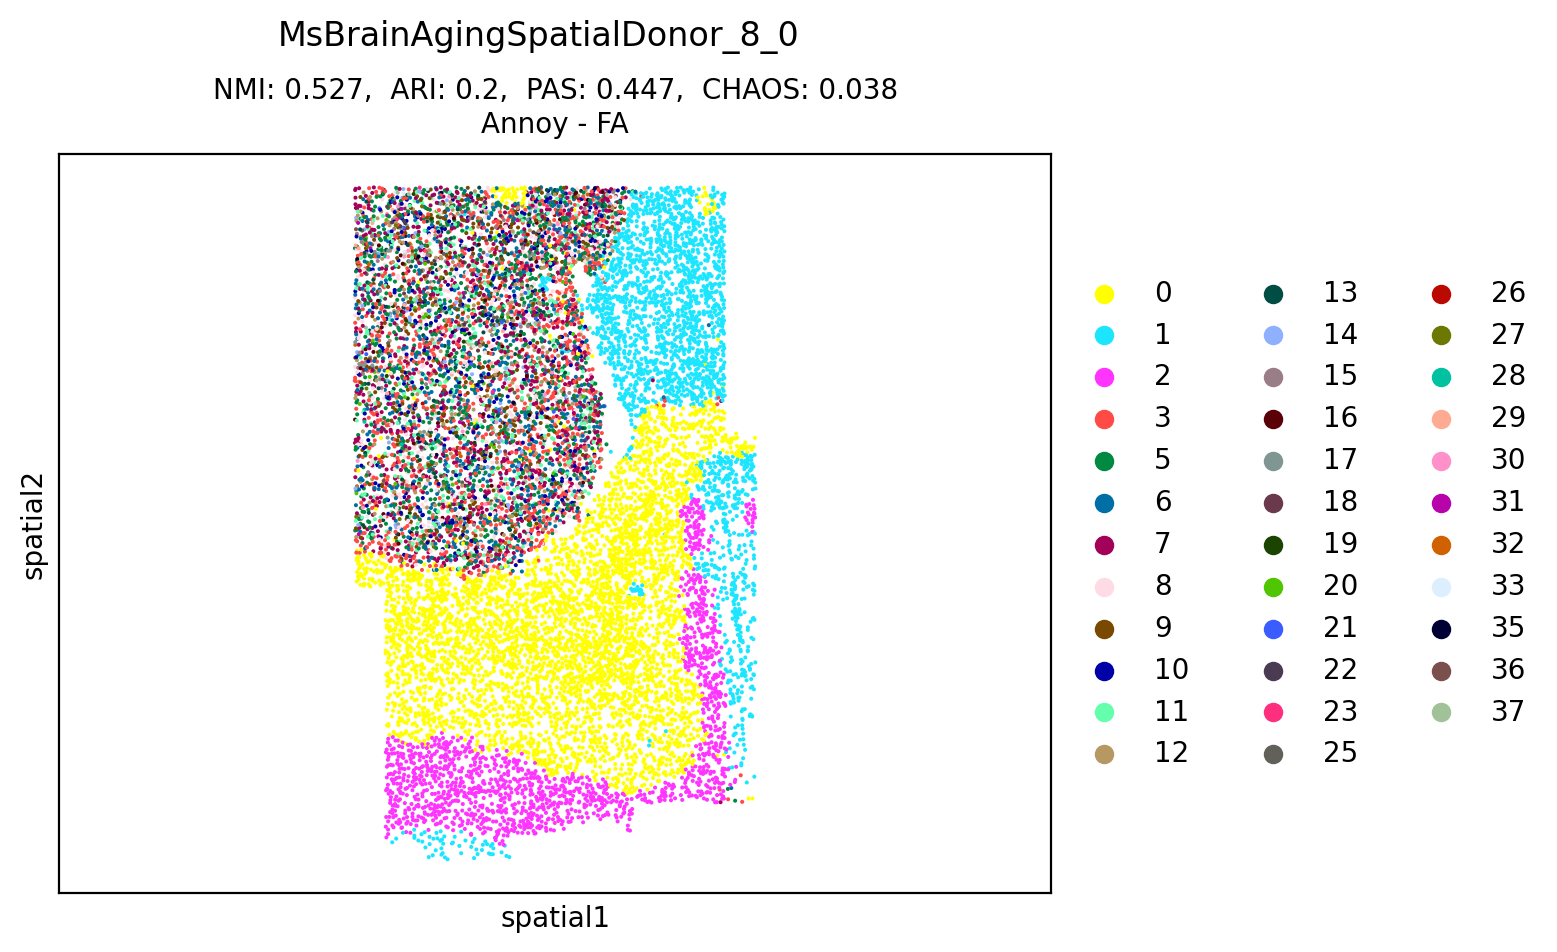 MsBrainAgingSpatialDonor_8_0
NMI: 0.527,  ARI: 0.2,  PAS: 0.447,  CHAOS: 0.038
Annoy - FA
spatial2
spatial1
0 13 26
1 14 27
2 15 28
3 16 29
5 17 30
6 18 31
7 19 32
8 20 33
9 21 35
10 22 36
11 23 37
12 25